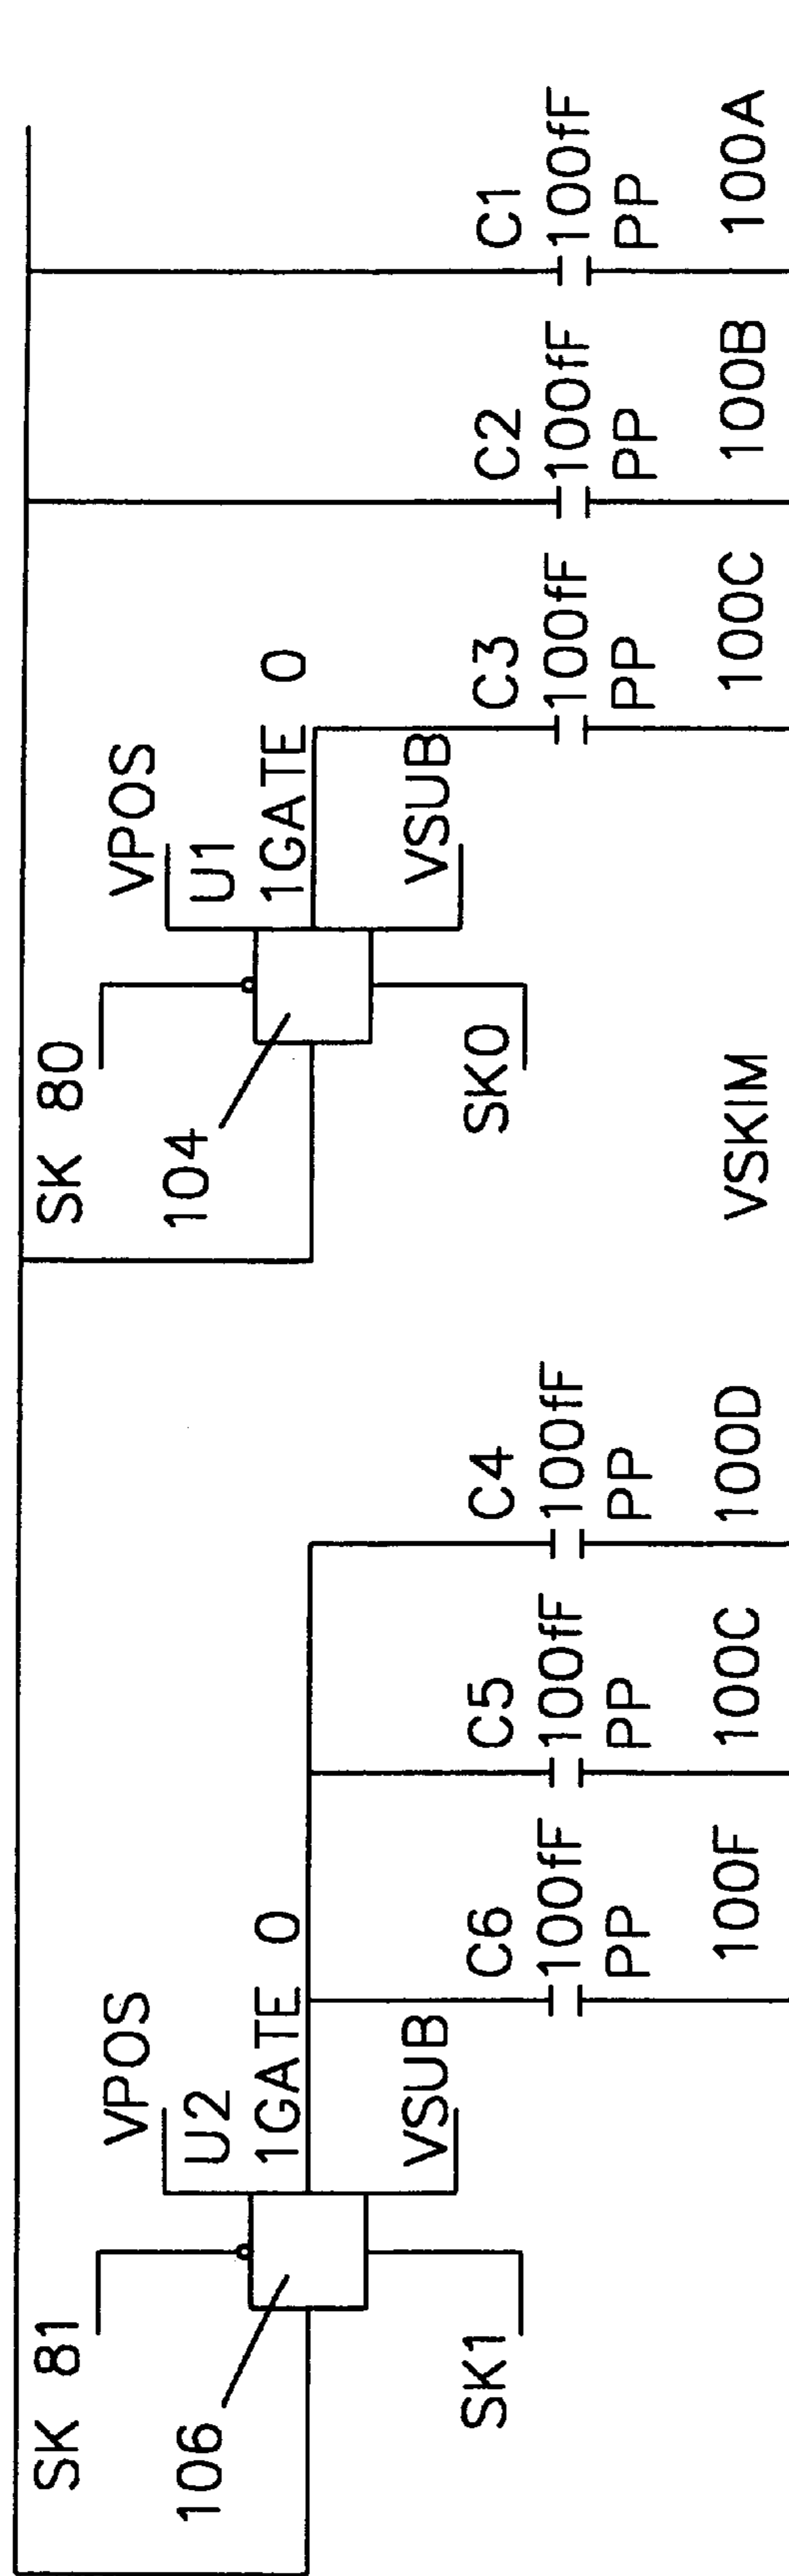 SK 81
VPOS
U2
1GATE 0
106
VSUB
SK1
C6
100fF
PP
100F
C5
100fF
PP
100C
C4
100fF
PP
100D
SK 80
VPOS
U1
1GATE 0
104
VSUB
SK0
VSKIM
C3
100fF
PP
100C
C2
100fF
PP
100B
C1
100fF
PP
100A